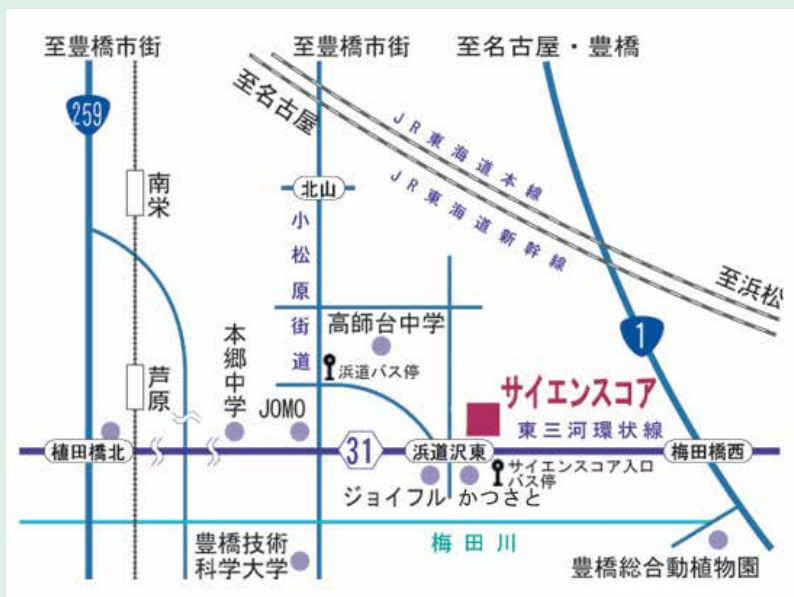 至豊橋市街
至豊橋市街
至名古屋・豊橋
259
至名古屋
JR東海道本線
JR東海道新幹線
至浜松
南栄
北山
小松原街道
高師台中学
浜道バス停
1
芦原
本郷中学
JOMO
サイエンスコア
東三河環状線
植田橋北
31
浜道沢東
梅田橋西
サイエンスコア入口
バス停
ジョイフル
かつさと
梅田川
豊橋技術
科学大学
豊橋総合動植物園